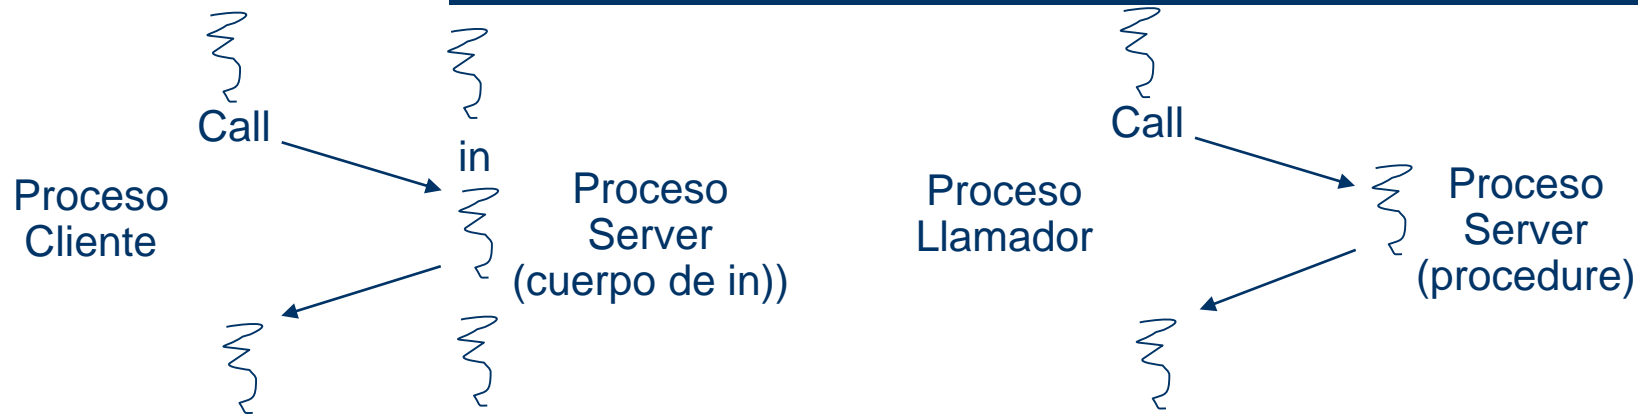 Call
in
Proceso
Cliente
Proceso
Server
(cuerpo de in))
Call
Proceso
Llamador
Proceso
Server
(procedure)